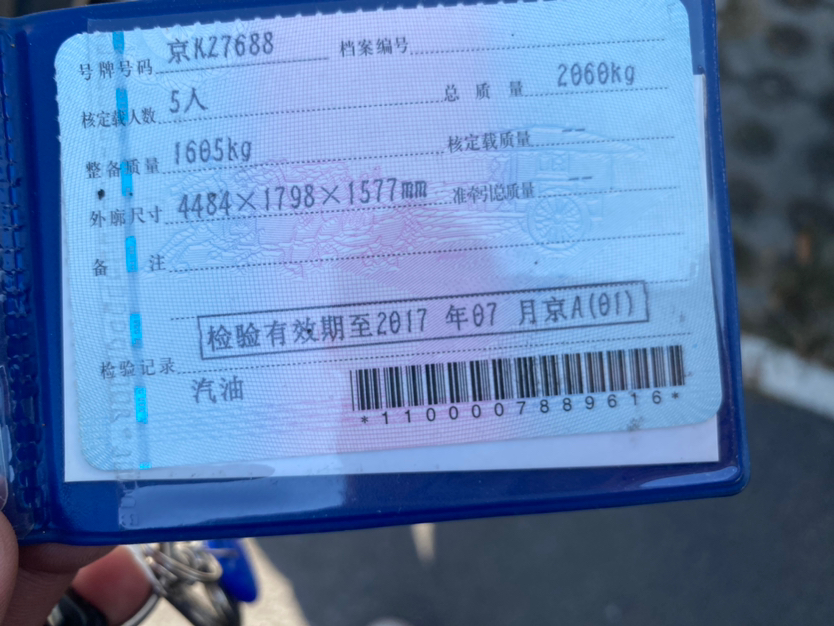 号牌号码 京KZ7688 档案编号
核定载人数 5人 总质量 2060kg
整备质量 1605kg 核定载质量 --
外廓尺寸 4484×1798×1577mm 准牵引总质量 --
备注
检验有效期至2017 年07 月京A(01)
检验记录
汽油
*1100007889616*